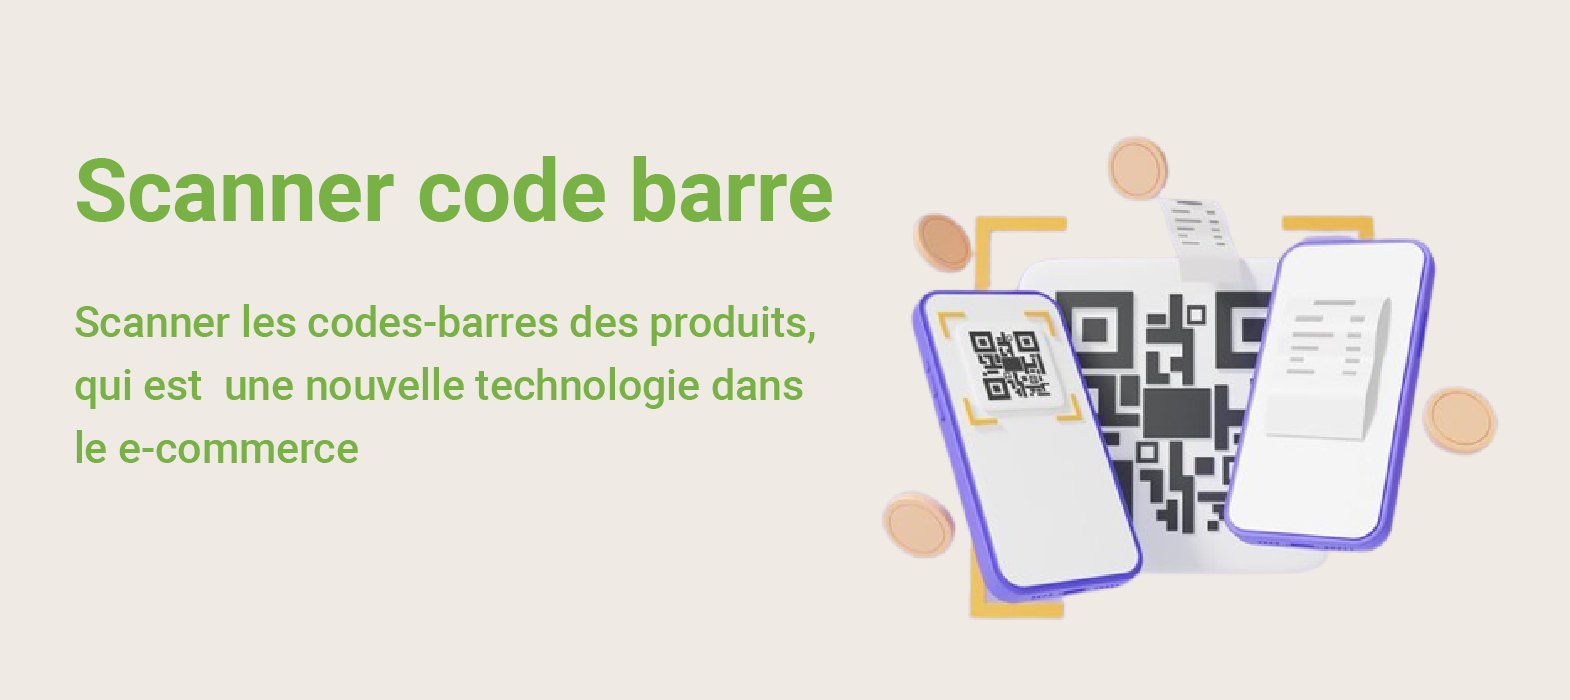 Scanner code barre
Scanner les codes-barres des produits,
qui est  une nouvelle technologie dans
le e-commerce